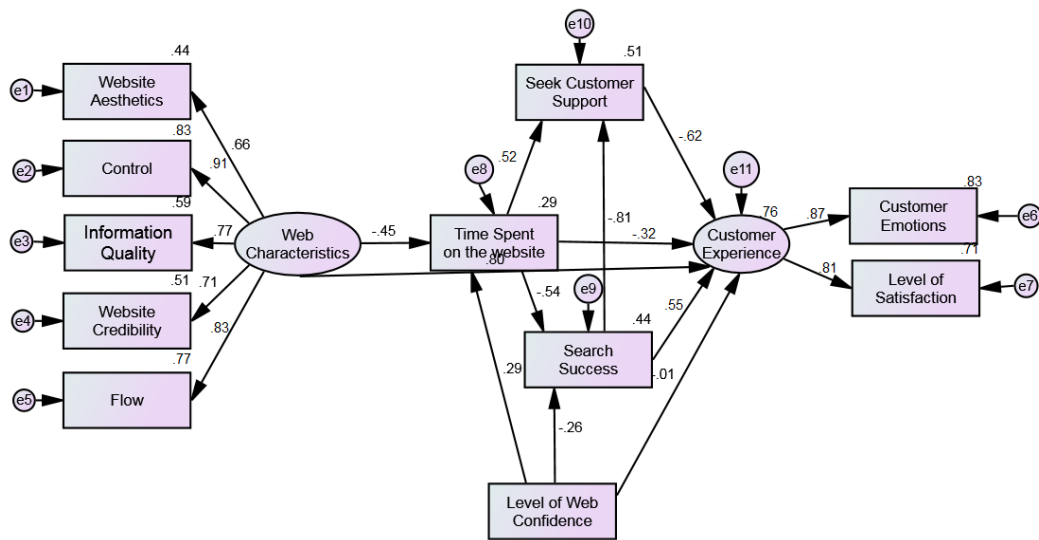 e10
.44
.51
e1
Website
Aesthetics
Seek Customer
Support
.83
.66
-.62
e2
Control
.91
.52
e8
e11
.59
.29
.76
.83
.87
Customer
Emotions
e6
e3
Information
Quality
.77
Web
Characteristics
-.45
Time Spent
on the website
-.81
-.32
Customer
Experience
.80
.71
.51
.71
-.54
e9
.81
.55
Level of
Satisfaction
e7
e4
Website
Credibility
.83
.44
Search
Success
.77
.29
-.01
e5
Flow
-.26
Level of Web
Confidence